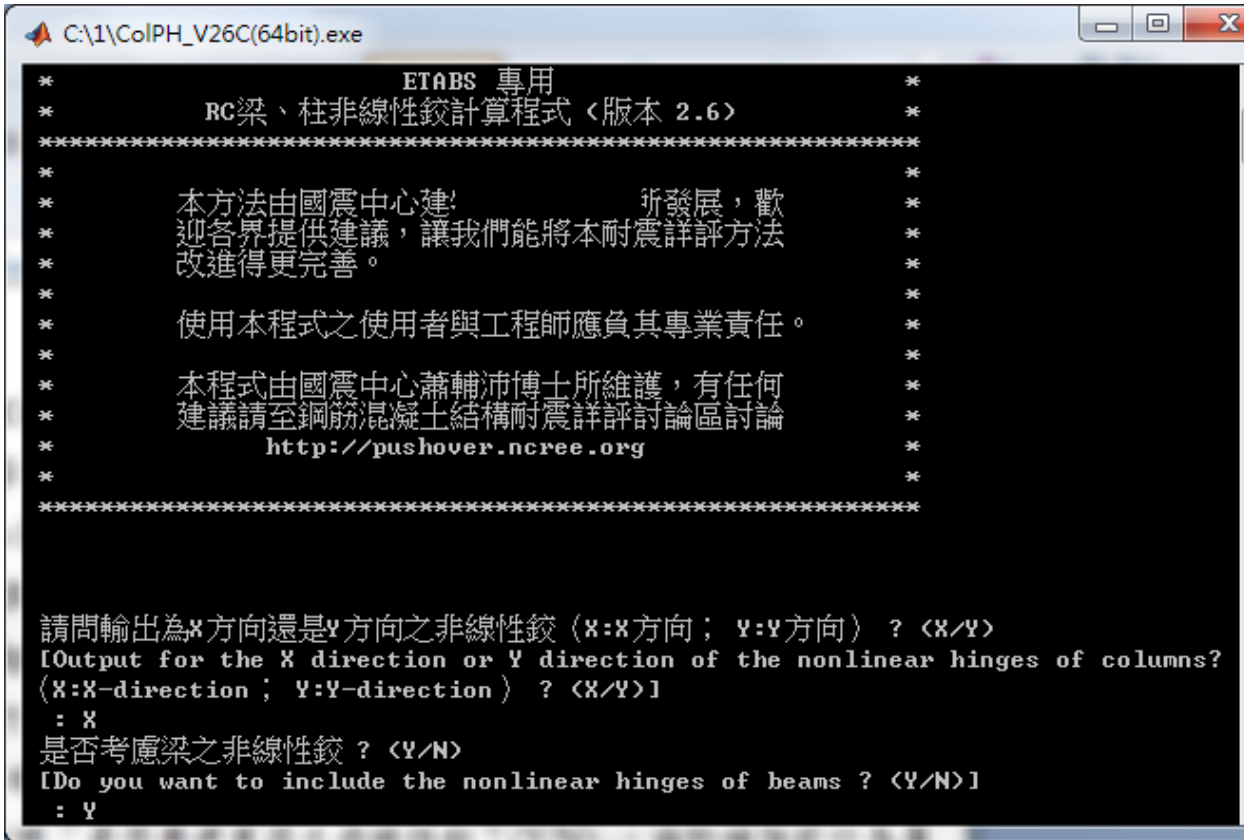 C:\1\ColPH_V26C(64bit).exe
* ETABS 專用 *
* RC梁、柱非線性鉸計算程式 (版本 2.6) *
**********************************************************
* *
* 本方法由國震中心建 所發展,歡 *
* 迎各界提供建議,讓我們能將本耐震詳評方法 *
* 改進得更完善。 *
* *
* 使用本程式之使用者與工程師應負其專業責任。 *
* *
* 本程式由國震中心蕭輔沛博士所維護,有任何 *
* 建議請至鋼筋混凝土結構耐震詳評討論區討論 *
* http://pushover.ncree.org *
* *
**********************************************************
請問輸出為X方向還是Y方向之非線性鉸(X:X方向; Y:Y方向) ? (X/Y)
[Output for the X direction or Y direction of the nonlinear hinges of columns?
(X:X-direction; Y:Y-direction) ? (X/Y)]
: X
是否考慮梁之非線性鉸 ? (Y/N)
[Do you want to include the nonlinear hinges of beams ? (Y/N)]
: Y